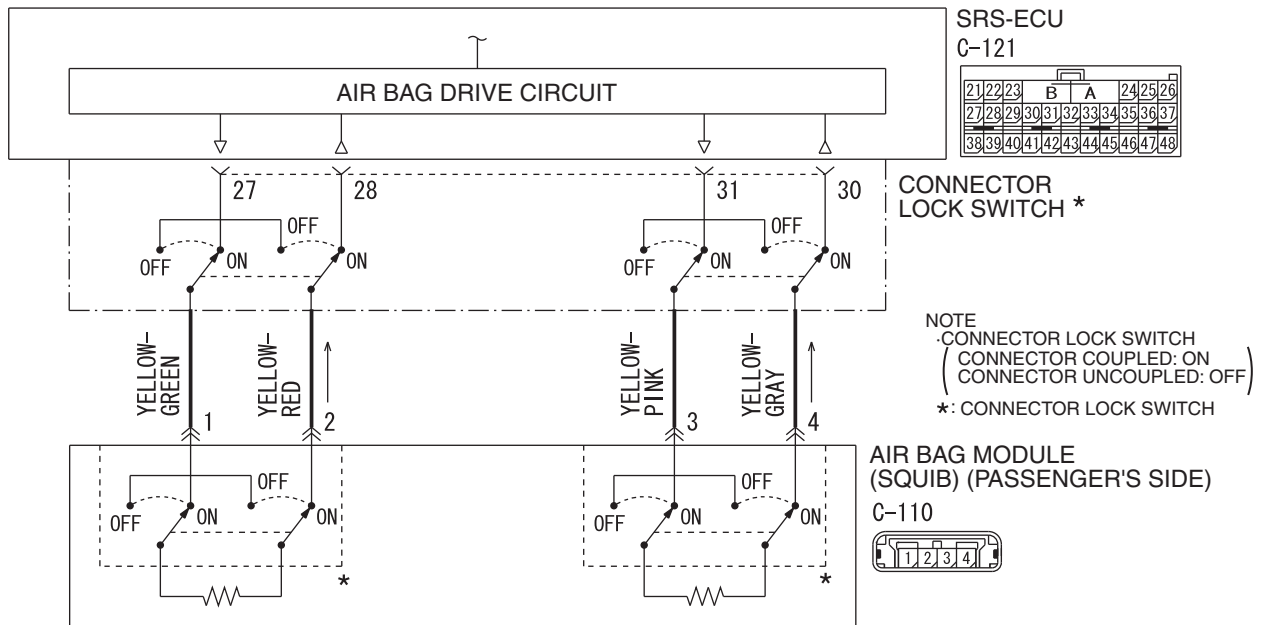 SRS-ECU
C-121
AIR BAG DRIVE CIRCUIT
21 22 23 B A 24 25 26
27 28 29 30 31 32 33 34 35 36 37
38 39 40 41 42 43 44 45 46 47 48
27 28 31 30
CONNECTOR
LOCK SWITCH *
OFF OFF
OFF ON ON OFF ON ON
YELLOW-
GREEN
YELLOW-
RED
YELLOW-
PINK
YELLOW-
GRAY
NOTE
·CONNECTOR LOCK SWITCH
( CONNECTOR COUPLED: ON
CONNECTOR UNCOUPLED: OFF )
*: CONNECTOR LOCK SWITCH
1 2 3 4
AIR BAG MODULE
(SQUIB) (PASSENGER'S SIDE)
C-110
1 2 3 4
OFF OFF
OFF ON ON OFF ON ON
* *